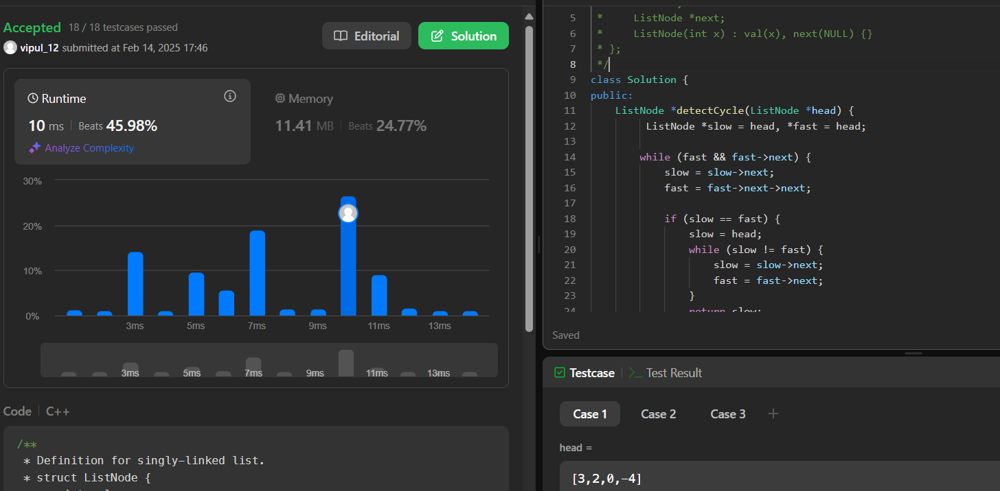 Accepted 18 / 18 testcases passed
vipul_12 submitted at Feb 14, 2025 17:46
Editorial
Solution
Runtime
10 ms Beats 45.98%
Analyze Complexity
Memory
11.41 MB Beats 24.77%
30%
20%
10%
0%
3ms 5ms 7ms 9ms 11ms 13ms
3ms 5ms 7ms 9ms 11ms 13ms
Code C++
/**
* Definition for singly-linked list.
* struct ListNode {
5 * ListNode *next;
6 * ListNode(int x) : val(x), next(NULL) {}
7 * };
8 */
9 class Solution {
10 public:
11 ListNode *detectCycle(ListNode *head) {
12 ListNode *slow = head, *fast = head;
13
14 while (fast && fast->next) {
15 slow = slow->next;
16 fast = fast->next->next;
17
18 if (slow == fast) {
19 slow = head;
20 while (slow != fast) {
21 slow = slow->next;
22 fast = fast->next;
23 }
24 return slow;
Saved
Testcase >_ Test Result
Case 1 Case 2 Case 3 +
head =
[3,2,0,-4]